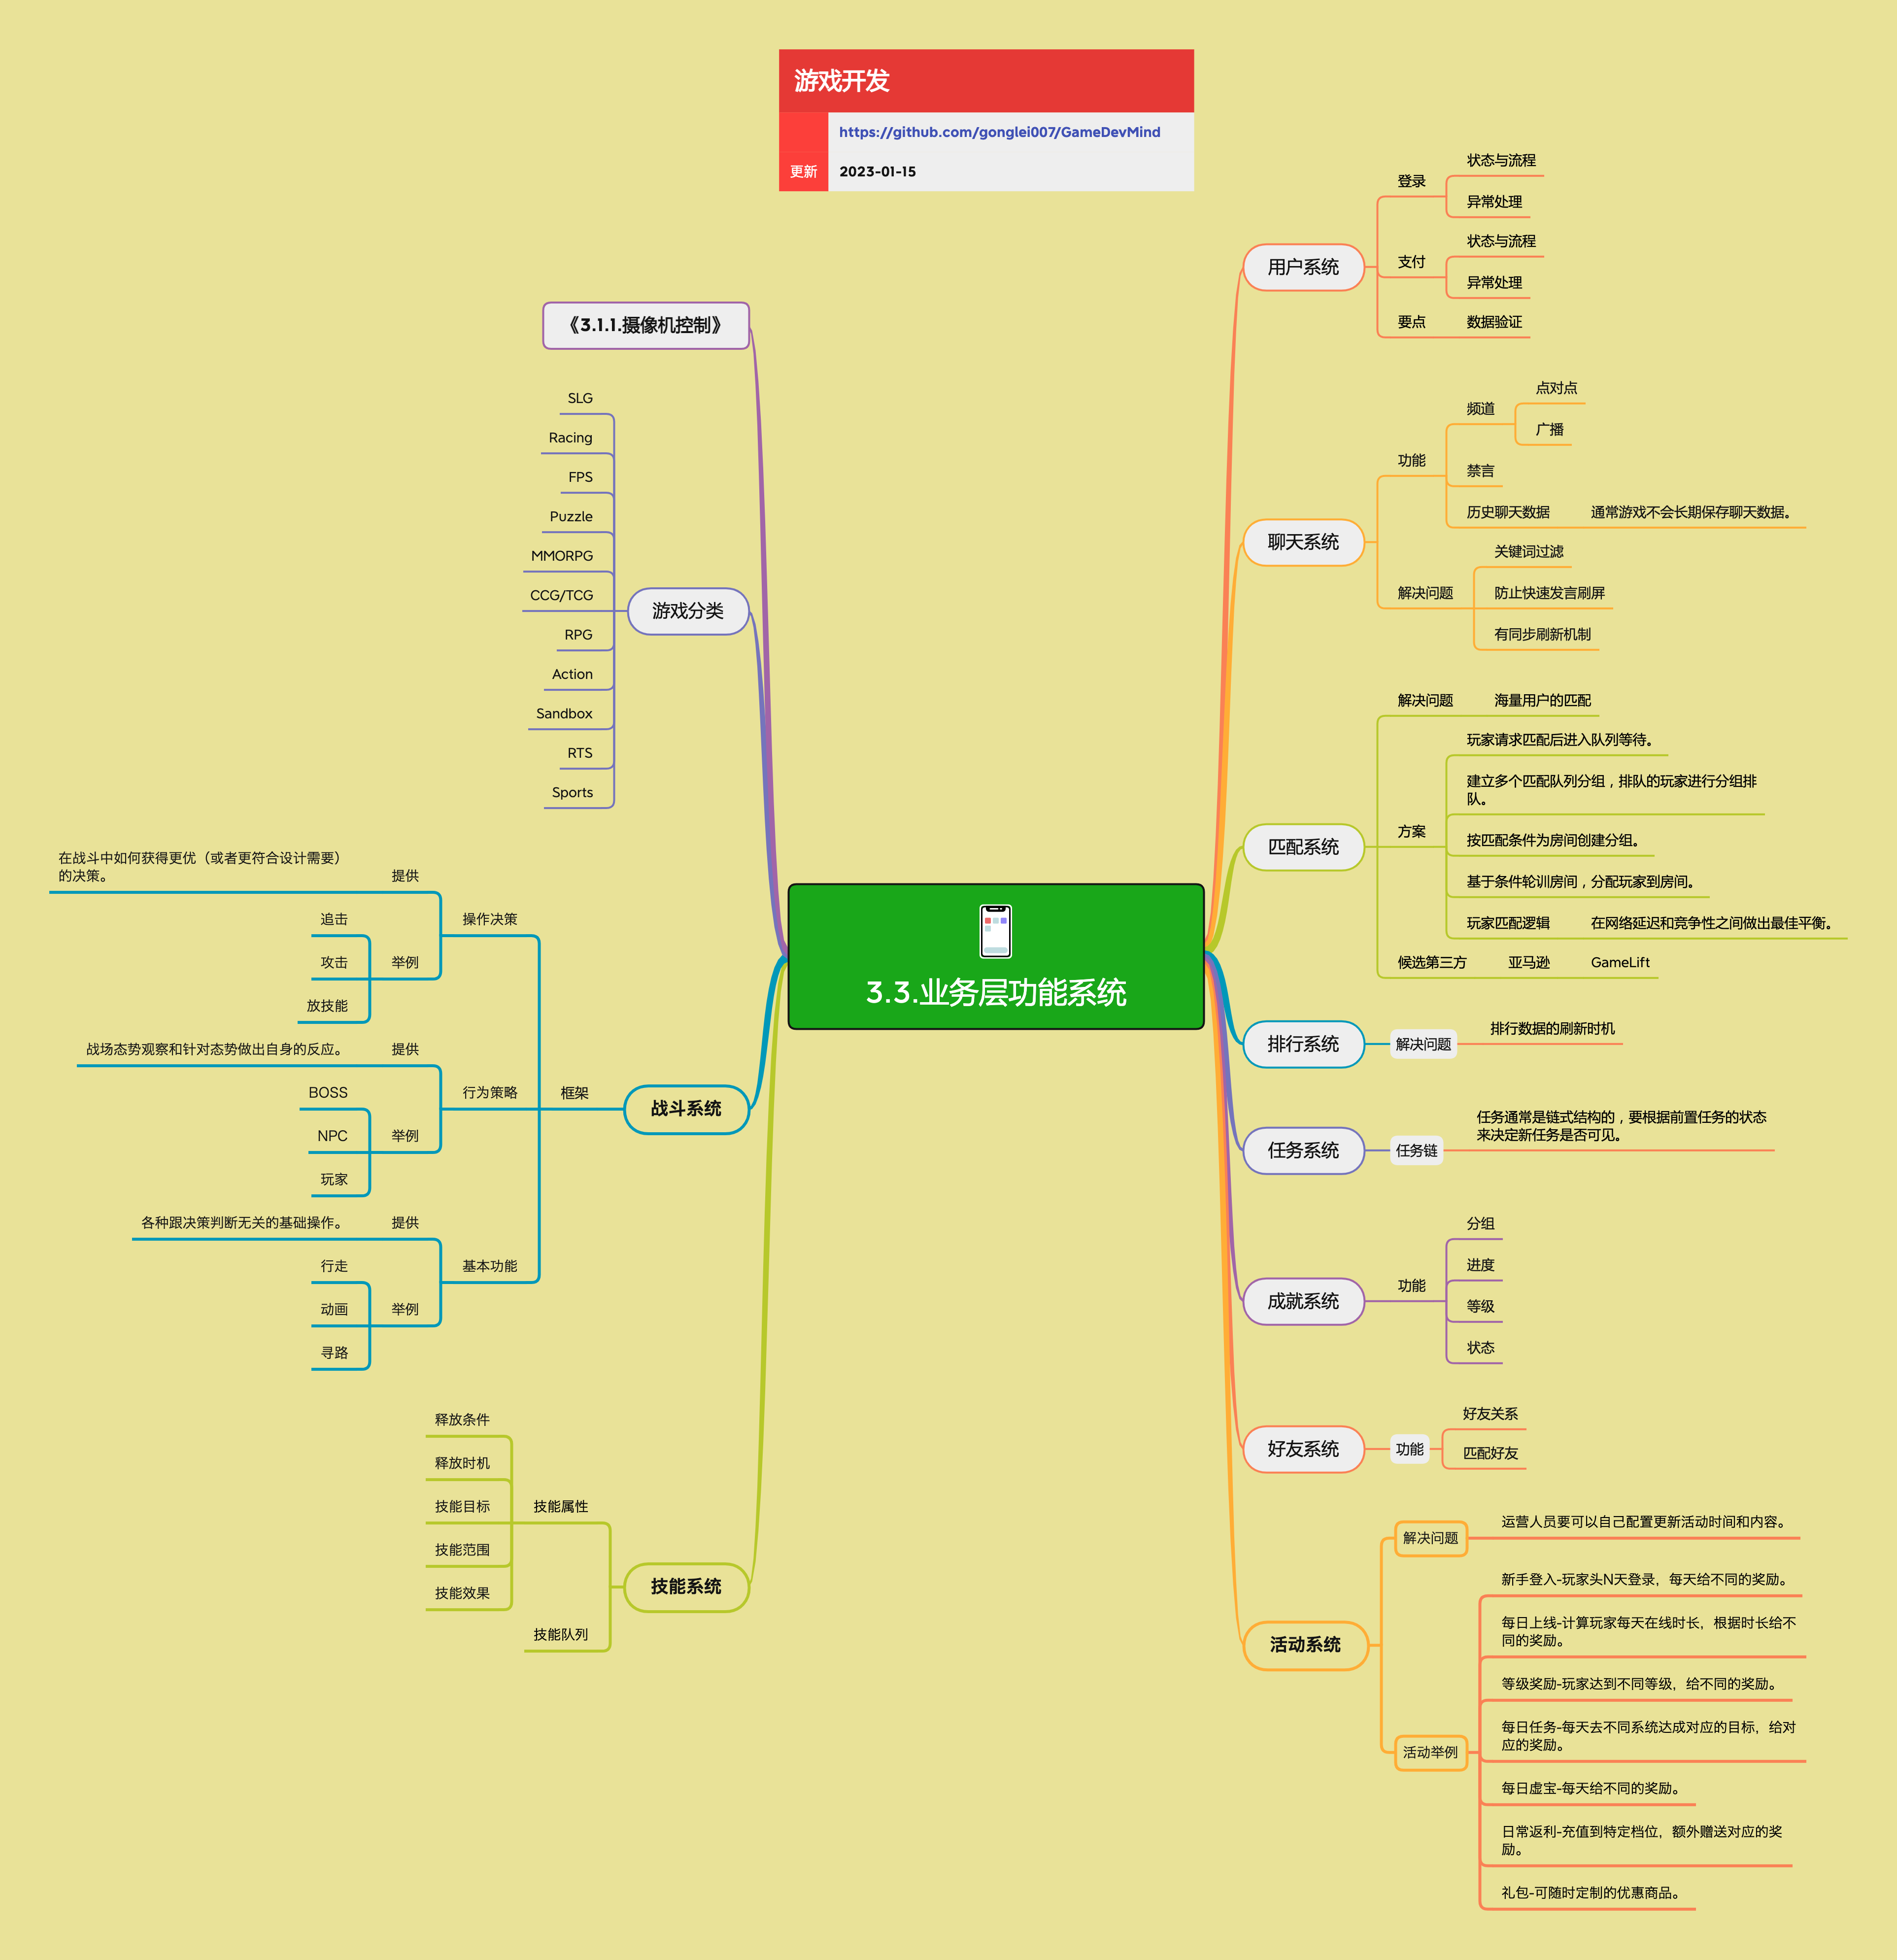 游戏开发
https://github.com/gonglei007/GameDevMind
更新
2023-01-15
3.3.业务层功能系统
用户系统
登录
状态与流程
异常处理
支付
状态与流程
异常处理
要点
数据验证
聊天系统
功能
频道
点对点
广播
禁言
历史聊天数据
通常游戏不会长期保存聊天数据。
解决问题
关键词过滤
防止快速发言刷屏
有同步刷新机制
匹配系统
解决问题
海量用户的匹配
方案
玩家请求匹配后进入队列等待。
建立多个匹配队列分组，排队的玩家进行分组排
队。
按匹配条件为房间创建分组。
基于条件轮训房间，分配玩家到房间。
玩家匹配逻辑
在网络延迟和竞争性之间做出最佳平衡。
候选第三方
亚马逊
GameLift
排行系统
解决问题
排行数据的刷新时机
任务系统
任务链
任务通常是链式结构的，要根据前置任务的状态
来决定新任务是否可见。
成就系统
功能
分组
进度
等级
状态
好友系统
功能
好友关系
匹配好友
活动系统
解决问题
运营人员要可以自己配置更新活动时间和内容。
活动举例
新手登入-玩家头N天登录，每天给不同的奖励。
每日上线-计算玩家每天在线时长，根据时长给不
同的奖励。
等级奖励-玩家达到不同等级，给不同的奖励。
每日任务-每天去不同系统达成对应的目标，给对
应的奖励。
每日虚宝-每天给不同的奖励。
日常返利-充值到特定档位，额外赠送对应的奖
励。
礼包-可随时定制的优惠商品。
《3.1.1.摄像机控制》
游戏分类
SLG
Racing
FPS
Puzzle
MMORPG
CCG/TCG
RPG
Action
Sandbox
RTS
Sports
战斗系统
框架
操作决策
提供
在战斗中如何获得更优（或者更符合设计需要）
的决策。
举例
追击
攻击
放技能
行为策略
提供
战场态势观察和针对态势做出自身的反应。
举例
BOSS
NPC
玩家
基本功能
提供
各种跟决策判断无关的基础操作。
举例
行走
动画
寻路
技能系统
技能属性
释放条件
释放时机
技能目标
技能范围
技能效果
技能队列